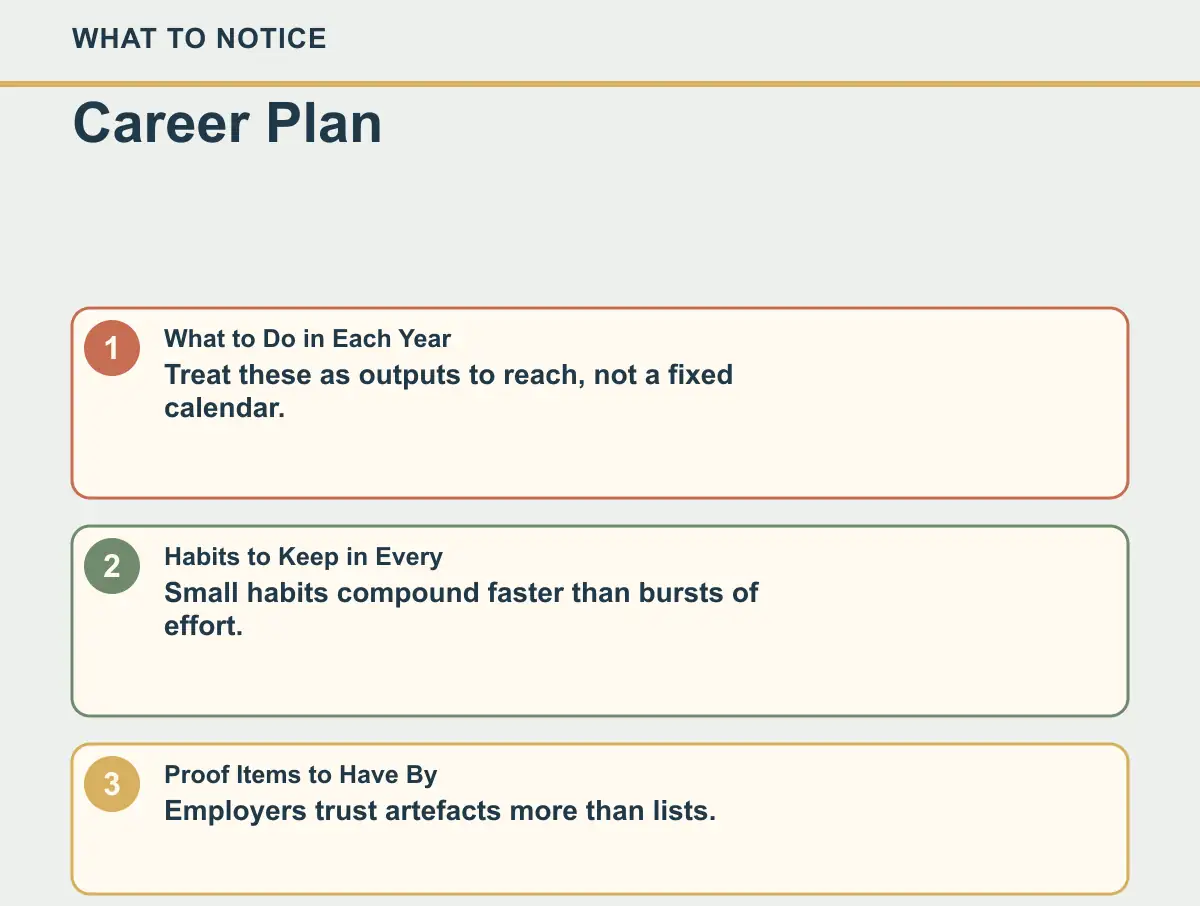 WHAT TO NOTICE
Career Plan
1
What to Do in Each Year
Treat these as outputs to reach, not a fixed
calendar.
2
Habits to Keep in Every
Small habits compound faster than bursts of
effort.
3
Proof Items to Have By
Employers trust artefacts more than lists.